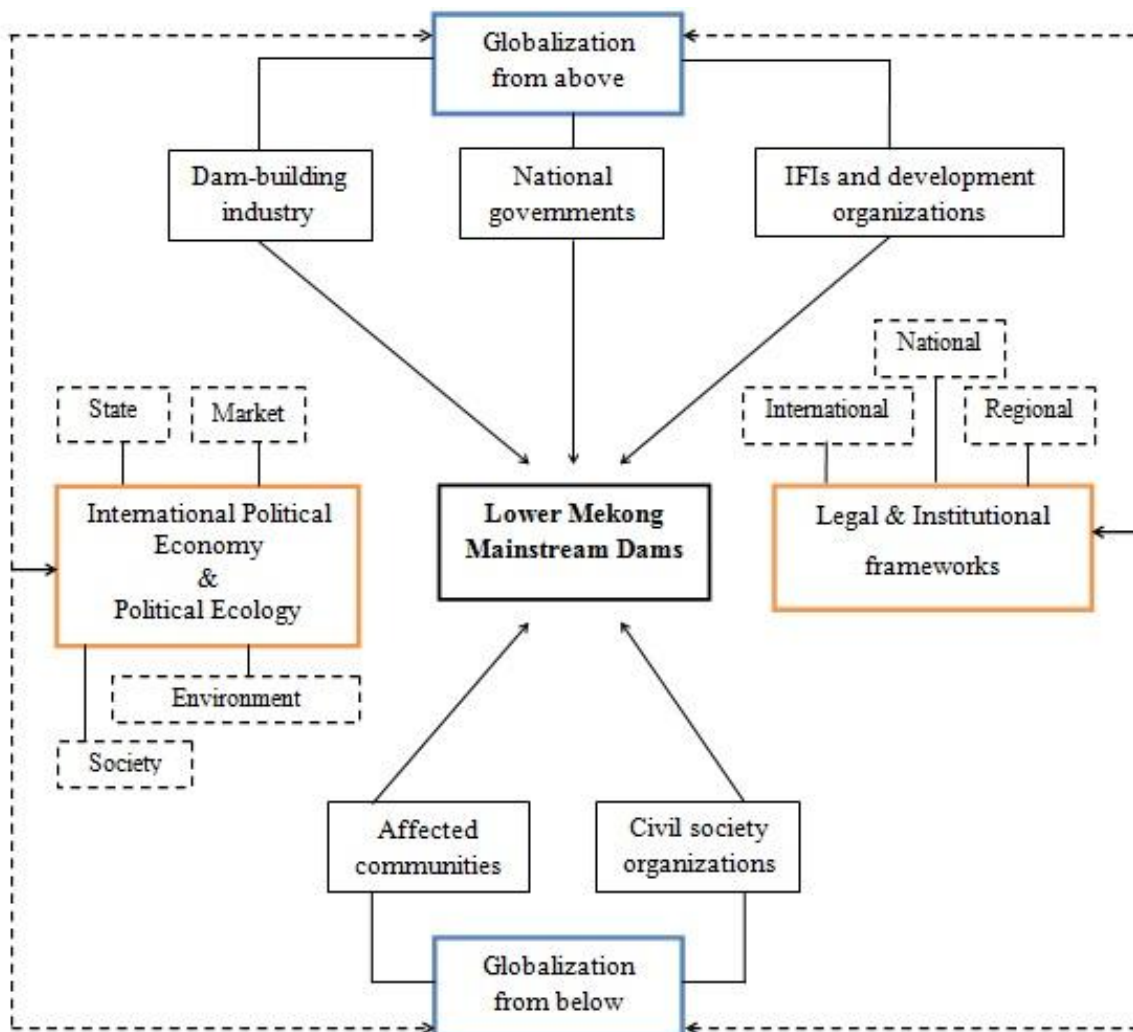 Globalization
from above
Dam-building
industry
National
governments
IFIs and development
organizations
National
State
Market
International
Regional
International Political
Economy
&
Political Ecology
Lower Mekong
Mainstream Dams
Legal & Institutional
frameworks
Environment
Society
Affected
communities
Civil society
organizations
Globalization
from below